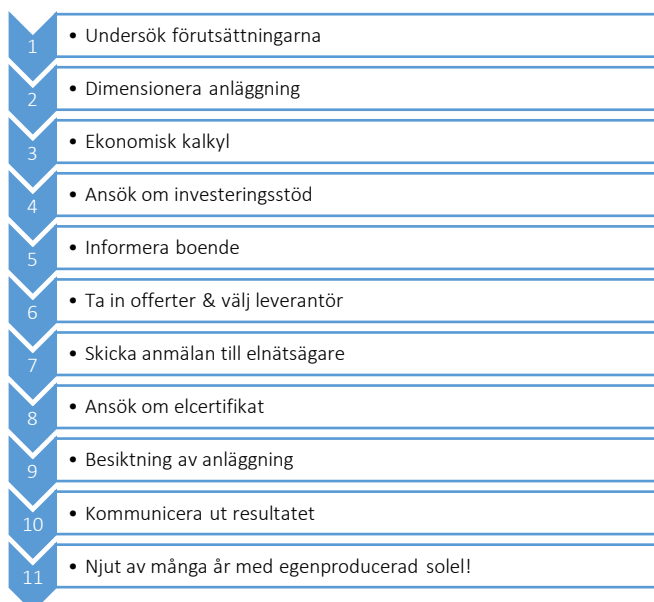 1 • Undersök förutsättningarna
2 • Dimensionera anläggning
3 • Ekonomisk kalkyl
4 • Ansök om investeringsstöd
5 • Informera boende
6 • Ta in offerter & välj leverantör
7 • Skicka anmälan till elnätsägare
8 • Ansök om elcertifikat
9 • Besiktning av anläggning
10 • Kommunicera ut resultatet
11 • Njut av många år med egenproducerad solel!